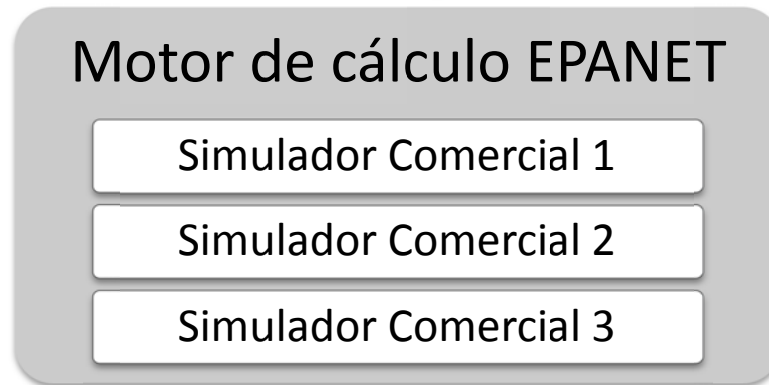 Motor de cálculo EPANET
Simulador Comercial 1
Simulador Comercial 2
Simulador Comercial 3